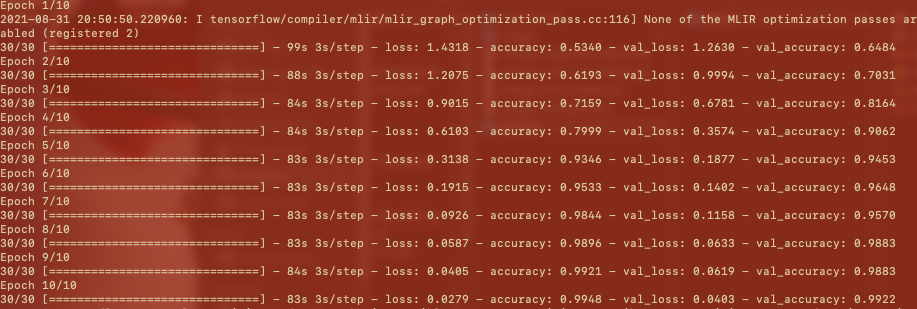 Epoch 1/10
2021-08-31 20:50:50.220960: I tensorflow/compiler/mlir/mlir_graph_optimization_pass.cc:116] None of the MLIR optimization passes ar
abled (registered 2)
30/30 [==============================] - 99s 3s/step - loss: 1.4318 - accuracy: 0.5340 - val_loss: 1.2630 - val_accuracy: 0.6484
Epoch 2/10
30/30 [==============================] - 88s 3s/step - loss: 1.2075 - accuracy: 0.6193 - val_loss: 0.9994 - val_accuracy: 0.7031
Epoch 3/10
30/30 [==============================] - 84s 3s/step - loss: 0.9015 - accuracy: 0.7159 - val_loss: 0.6781 - val_accuracy: 0.8164
Epoch 4/10
30/30 [==============================] - 84s 3s/step - loss: 0.6103 - accuracy: 0.7999 - val_loss: 0.3574 - val_accuracy: 0.9062
Epoch 5/10
30/30 [==============================] - 83s 3s/step - loss: 0.3138 - accuracy: 0.9346 - val_loss: 0.1877 - val_accuracy: 0.9453
Epoch 6/10
30/30 [==============================] - 83s 3s/step - loss: 0.1915 - accuracy: 0.9533 - val_loss: 0.1402 - val_accuracy: 0.9648
Epoch 7/10
30/30 [==============================] - 83s 3s/step - loss: 0.0926 - accuracy: 0.9844 - val_loss: 0.1158 - val_accuracy: 0.9570
Epoch 8/10
30/30 [==============================] - 83s 3s/step - loss: 0.0587 - accuracy: 0.9896 - val_loss: 0.0633 - val_accuracy: 0.9883
Epoch 9/10
30/30 [==============================] - 84s 3s/step - loss: 0.0405 - accuracy: 0.9921 - val_loss: 0.0619 - val_accuracy: 0.9883
Epoch 10/10
30/30 [==============================] - 83s 3s/step - loss: 0.0279 - accuracy: 0.9948 - val_loss: 0.0403 - val_accuracy: 0.9922